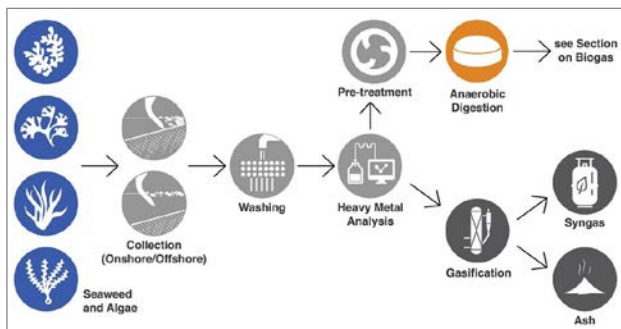 Seaweed
and Algae
Collection
(Onshore/Offshore)
Washing
Heavy Metal
Analysis
Pre-treatment
Anaerobic
Digestion
see Section
on Biogas
Gasification
Syngas
Ash